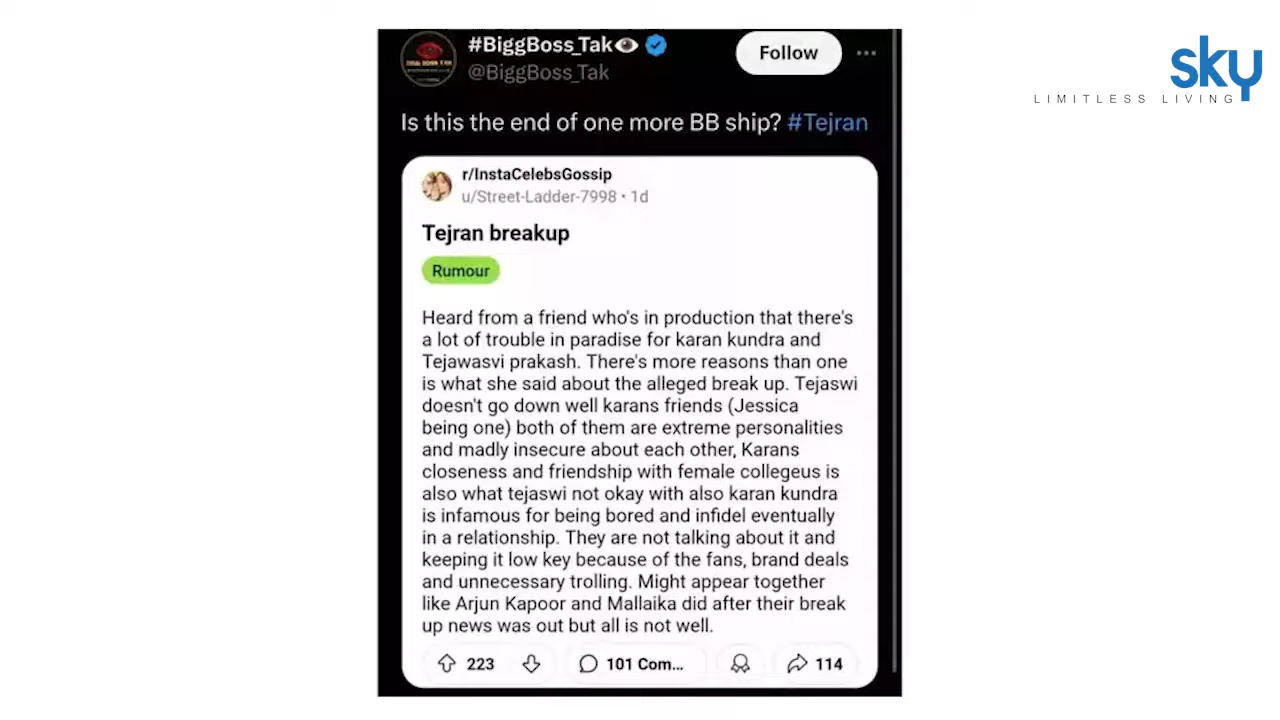 #BiggBoss_Tak👁
@BiggBoss_Tak
Follow
sky
LIMITLESS LIVING
Is this the end of one more BB ship? #Tejran
r/InstaCelebsGossip
u/Street-Ladder-7998 • 1d
Tejran breakup
Rumour
Heard from a friend who's in production that there's
a lot of trouble in paradise for karan kundra and
Tejawasvi prakash. There's more reasons than one
is what she said about the alleged break up. Tejaswi
doesn't go down well karans friends (Jessica
being one) both of them are extreme personalities
and madly insecure about each other, Karans
closeness and friendship with female collegeus is
also what tejaswi not okay with also karan kundra
is infamous for being bored and infidel eventually
in a relationship. They are not talking about it and
keeping it low key because of the fans, brand deals
and unnecessary trolling. Might appear together
like Arjun Kapoor and Mallaika did after their break
up news was out but all is not well.
223
101 Com...
114